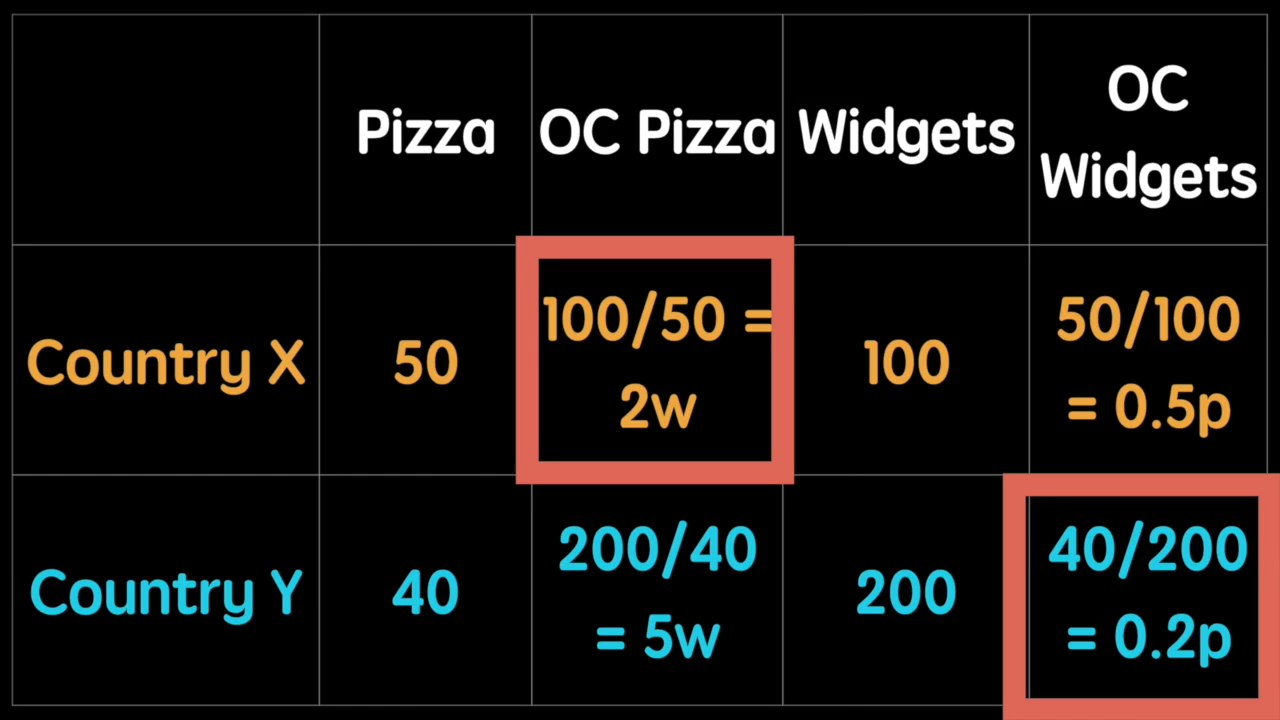 Pizza OC Pizza Widgets OC
Widgets
Country X 50 100/50 =
2w 100 50/100
= 0.5p
Country Y 40 200/40
= 5w 200 40/200
= 0.2p